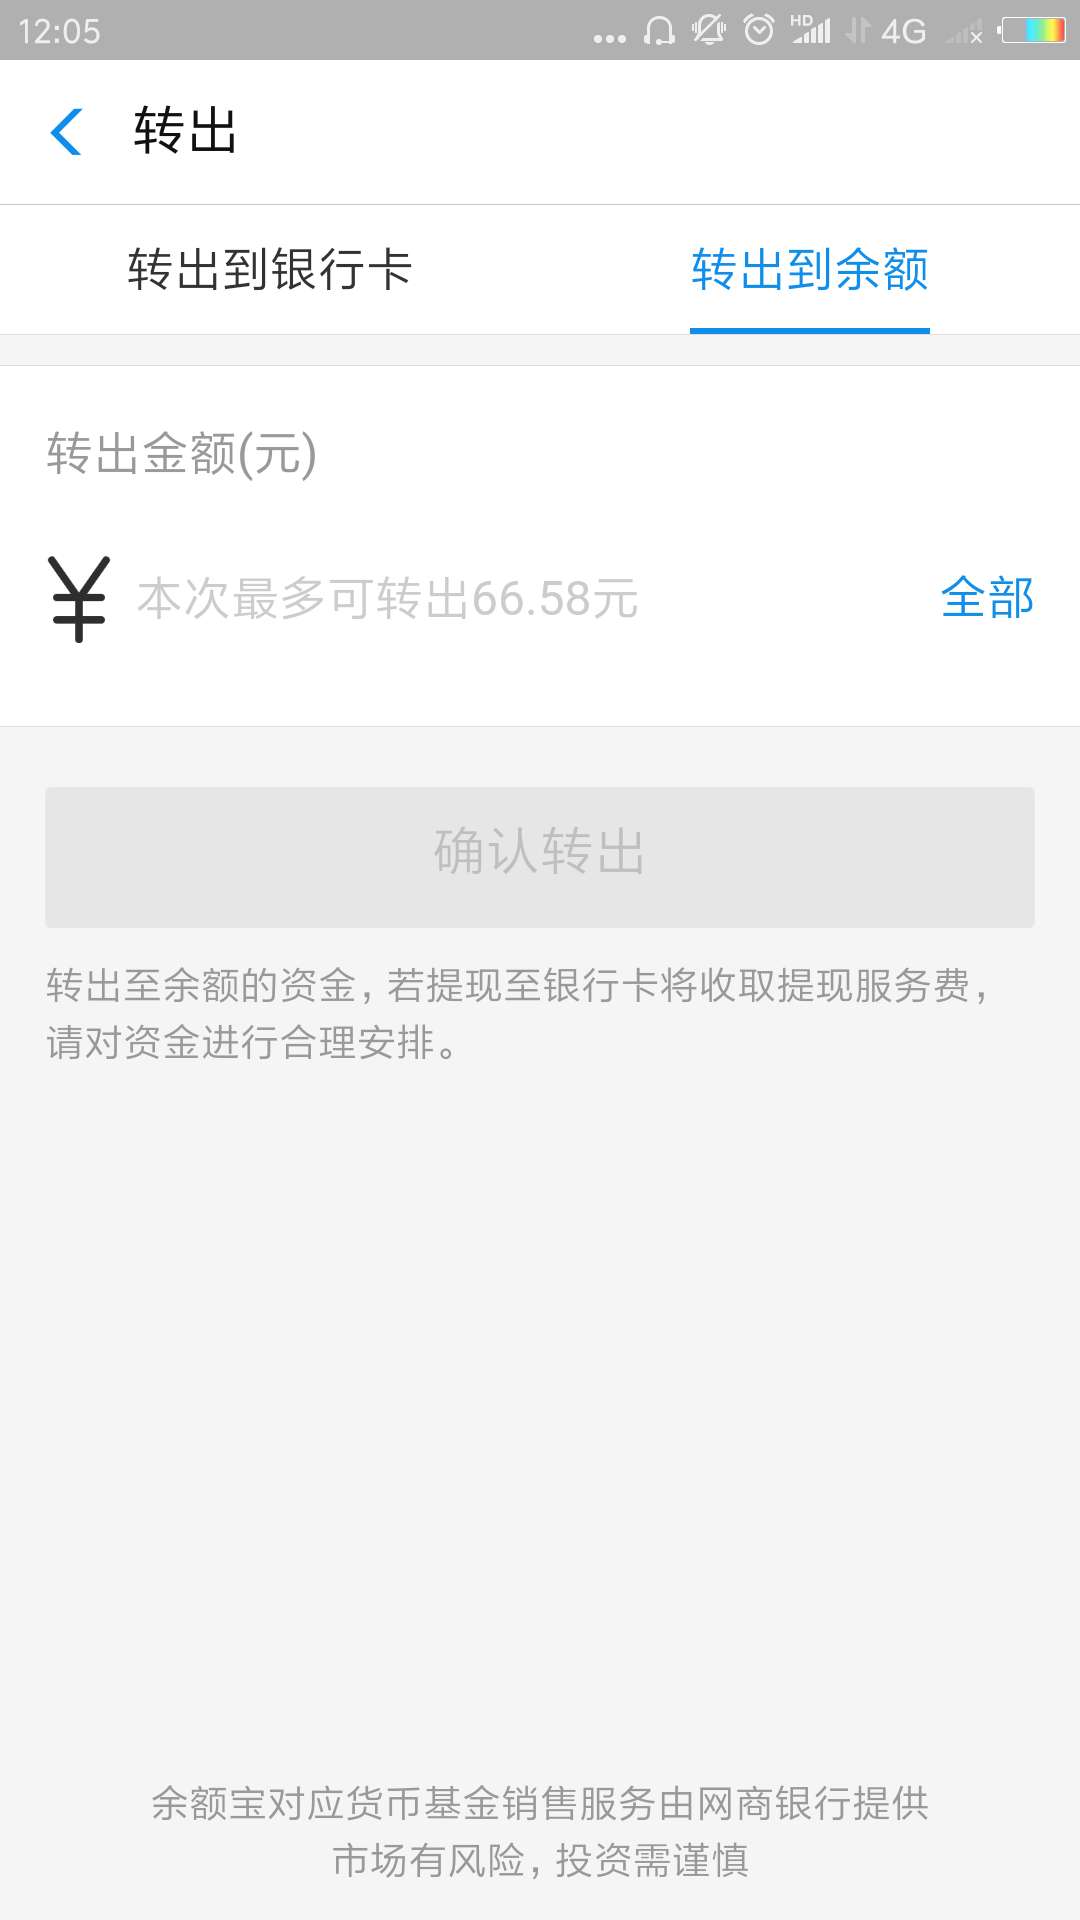 12:05
HD
4G
转出
转出到银行卡
转出到余额
转出金额(元)
¥ 本次最多可转出66.58元
全部
确认转出
转出至余额的资金，若提现至银行卡将收取提现服务费，
请对资金进行合理安排。
余额宝对应货币基金销售服务由网商银行提供
市场有风险，投资需谨慎